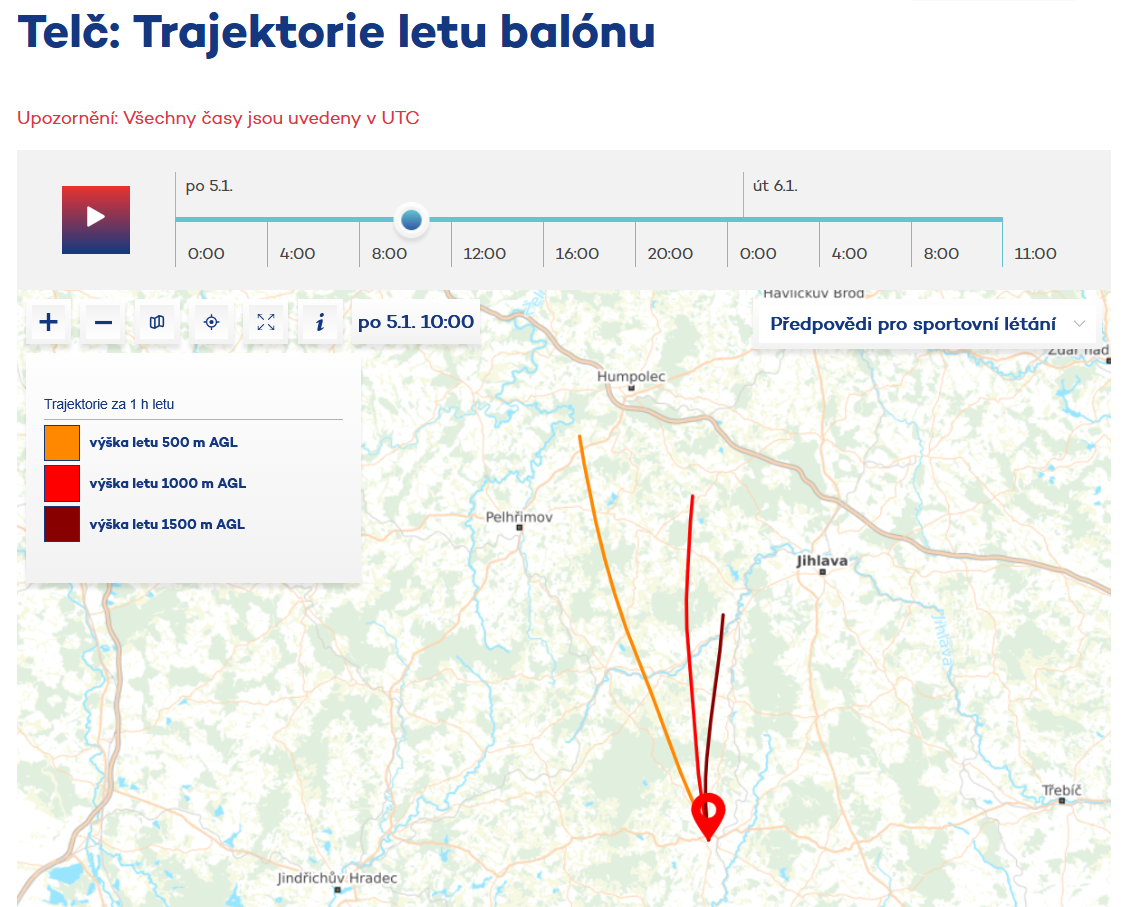 Telč: Trajektorie letu balónu
Upozornění: Všechny časy jsou uvedeny v UTC
po 5.1.
út 6.1.
0:00
4:00
8:00
12:00
16:00
20:00
0:00
4:00
8:00
11:00
po 5.1. 10:00
Havlíčkův Brod
Předpovědi pro sportovní létání
Žďár nad
Humpolec
Trajektorie za 1 h letu
výška letu 500 m AGL
výška letu 1000 m AGL
výška letu 1500 m AGL
Pelhřimov
Jihlava
Jihlava
Třebíč
Jindřichův Hradec